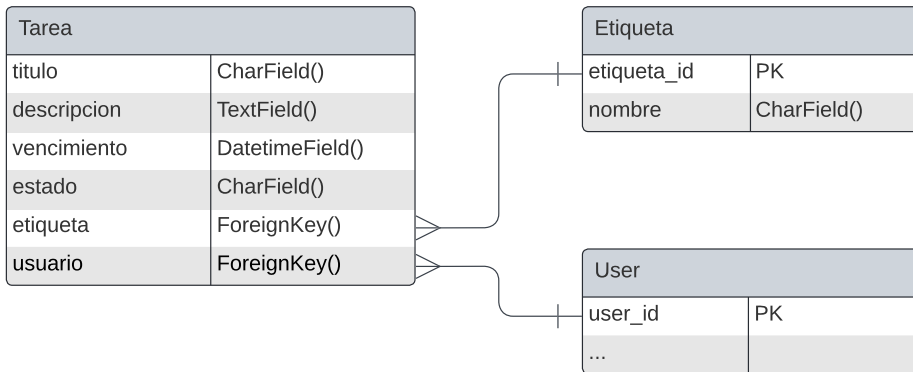 Tarea
titulo CharField()
descripcion TextField()
vencimiento DatetimeField()
estado CharField()
etiqueta ForeignKey()
usuario ForeignKey()
Etiqueta
etiqueta_id PK
nombre CharField()
User
user_id PK
...